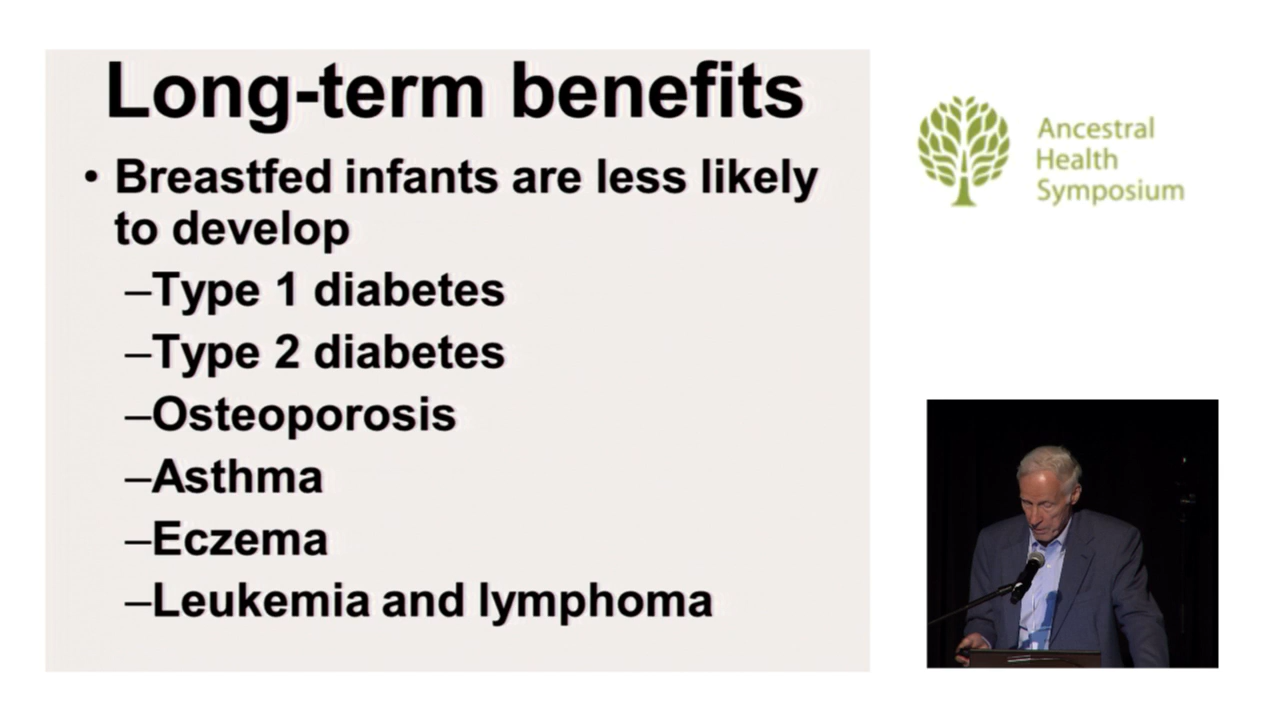 Long-term benefits
• Breastfed infants are less likely
to develop
–Type 1 diabetes
–Type 2 diabetes
–Osteoporosis
–Asthma
–Eczema
–Leukemia and lymphoma
Ancestral
Health
Symposium